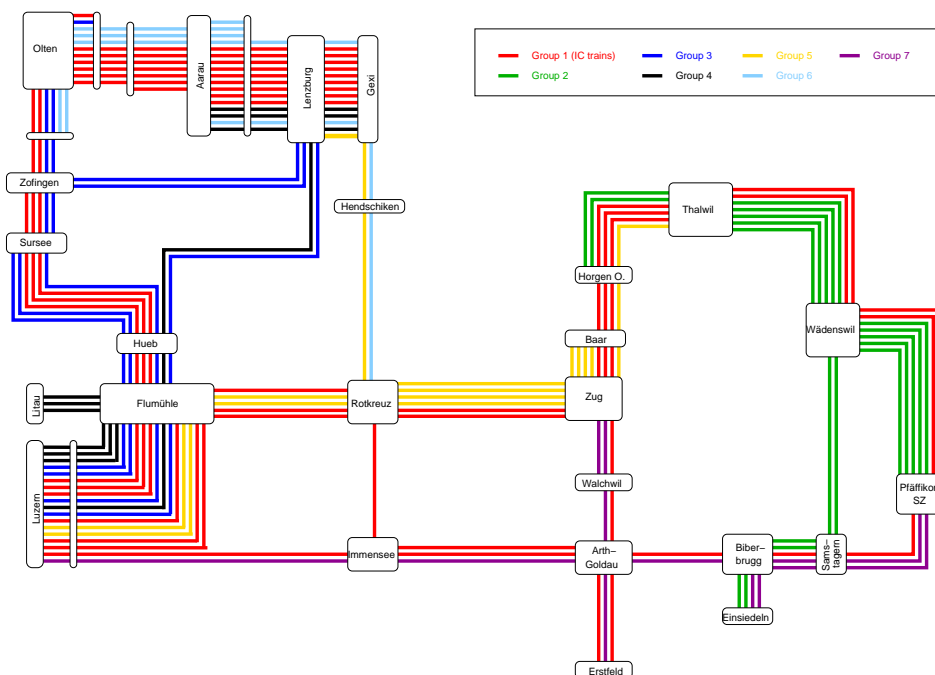 Olten
Aarau
Lenzburg
Gexi
Group 1 (IC trains)
Group 3
Group 5
Group 7
Group 2
Group 4
Group 6
Zofingen
Hendschiken
Thalwil
Sursee
Horgen O.
Wädenswil
Hueb
Baar
Littau
Flumühle
Rotkreuz
Zug
Luzern
Walchwil
Pfäffikon
SZ
Immensee
Arth-
Goldau
Biber-
brugg
Sams-
tagern
Einsiedeln
Erstfeld